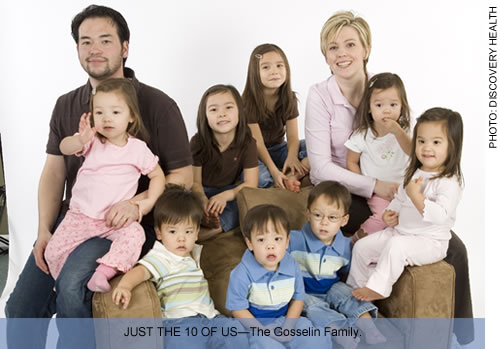 PHOTO: DISCOVERY HEALTH
JUST THE 10 OF US—The Gosselin Family.